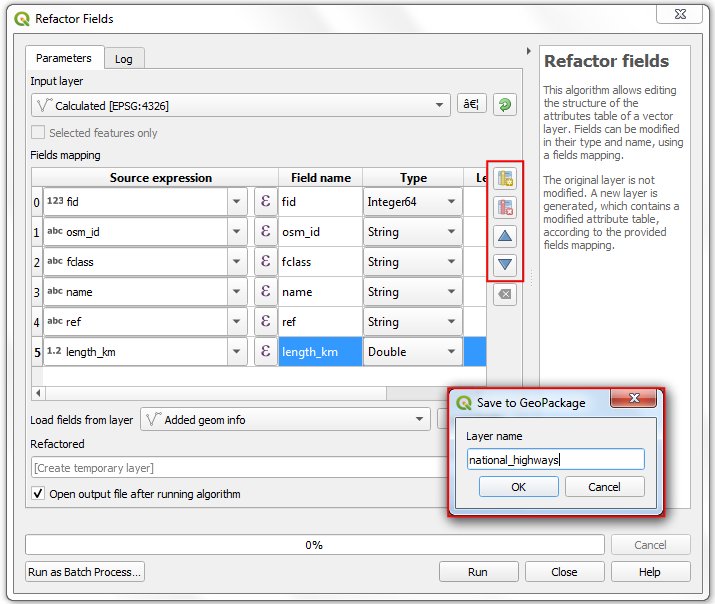 Refactor Fields
Parameters
Log
Input layer
Calculated [EPSG:4326]
â€¦
Selected features only
Fields mapping
Source expression Field name Type Le
0 123 fid ε fid Integer64
1 abc osm_id ε osm_id String
2 abc fclass ε fclass String
3 abc name ε name String
4 abc ref ε ref String
5 1.2 length_km ε length_km Double
Load fields from layer Added geom info
Refactored
[Create temporary layer]
Open output file after running algorithm
0%
Cancel
Run as Batch Process...
Run
Close
Help
Refactor fields
This algorithm allows editing
the structure of the
attributes table of a vector
layer. Fields can be modified
in their type and name, using
a fields mapping.
The original layer is not
modified. A new layer is
generated, which contains a
modified attribute table,
according to the provided
fields mapping.
Save to GeoPackage
Layer name
national_highways
OK
Cancel